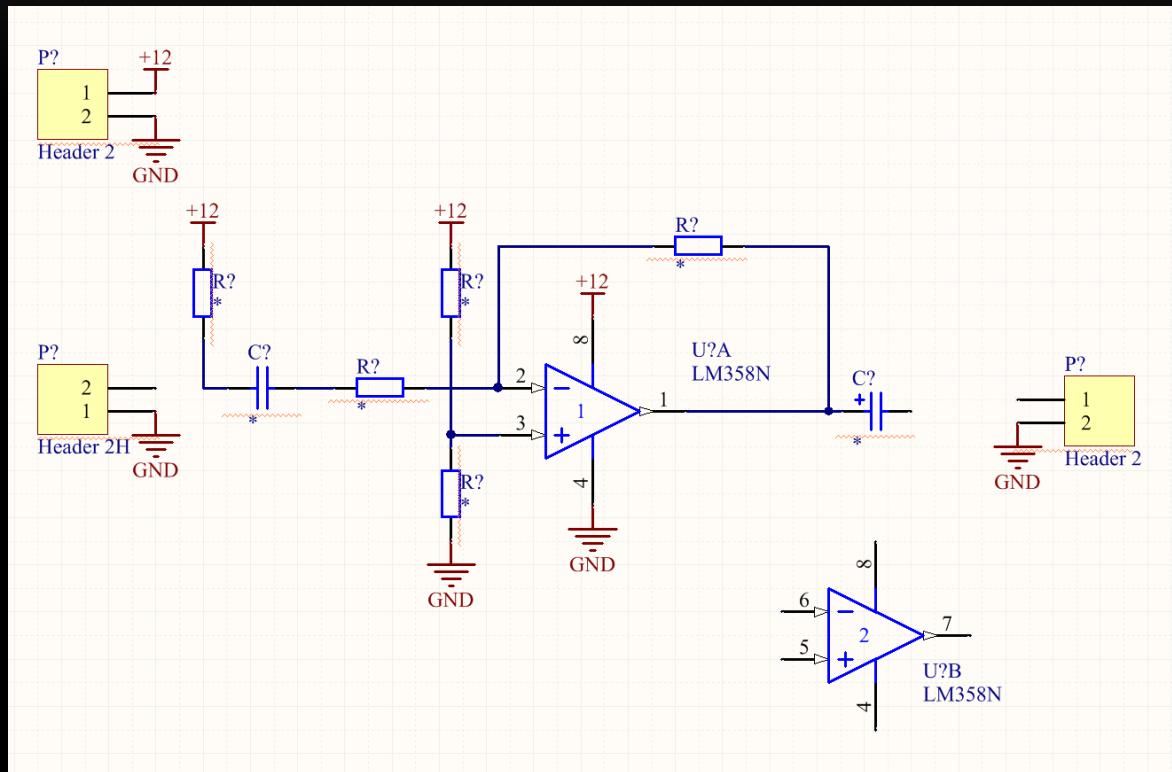 P?
+12
1
2
Header 2
GND
+12
+12
R?
*
R?
*
R?
*
+12
8
P?
2
1
Header 2H
GND
C?
*
R?
*
2
3
1
1
4
U?A
LM358N
C?
*
P?
1
2
Header 2
GND
R?
*
GND
GND
8
6
5
2
7
4
U?B
LM358N